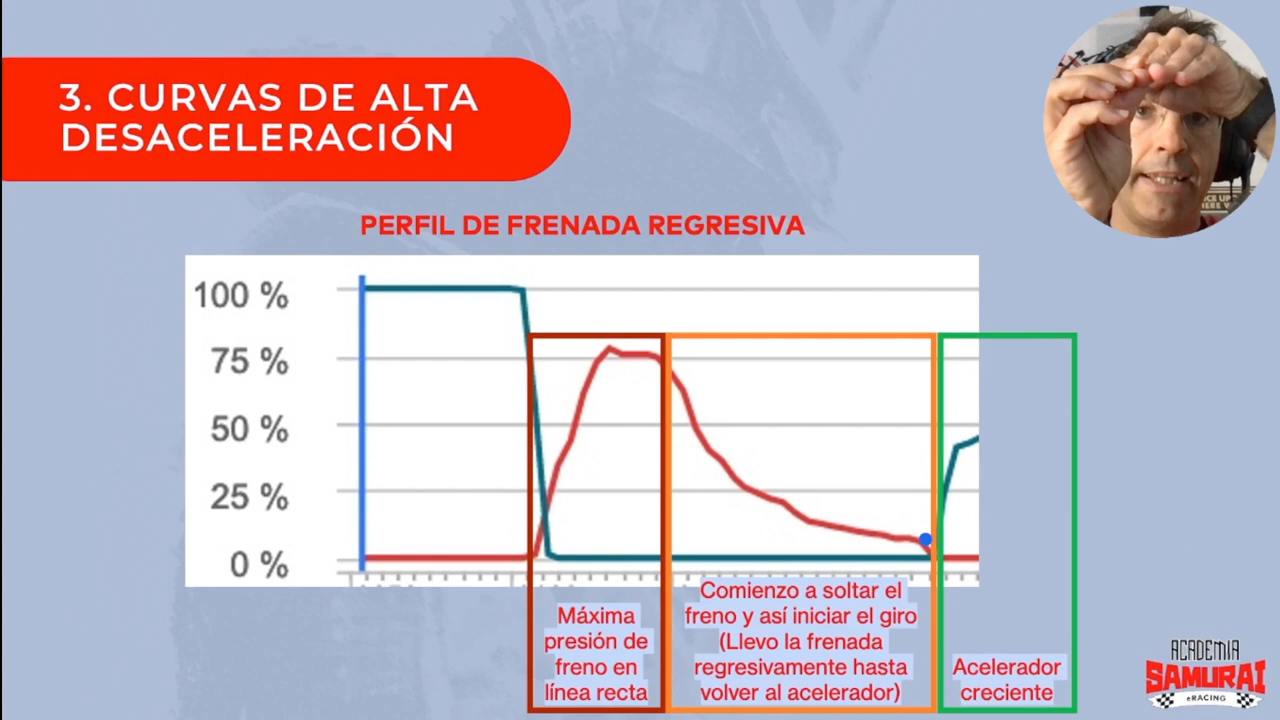 3. CURVAS DE ALTA
DESACELERACIÓN
PERFIL DE FRENADA REGRESIVA
100 %
75 %
50 %
25 %
0 %
Máxima
presión de
freno en
línea recta
Comienzo a soltar el
freno y así iniciar el giro
(Llevo la frenada
regresivamente hasta
volver al acelerador)
Acelerador
creciente
ACADEMIA
SAMURAI
eRACING